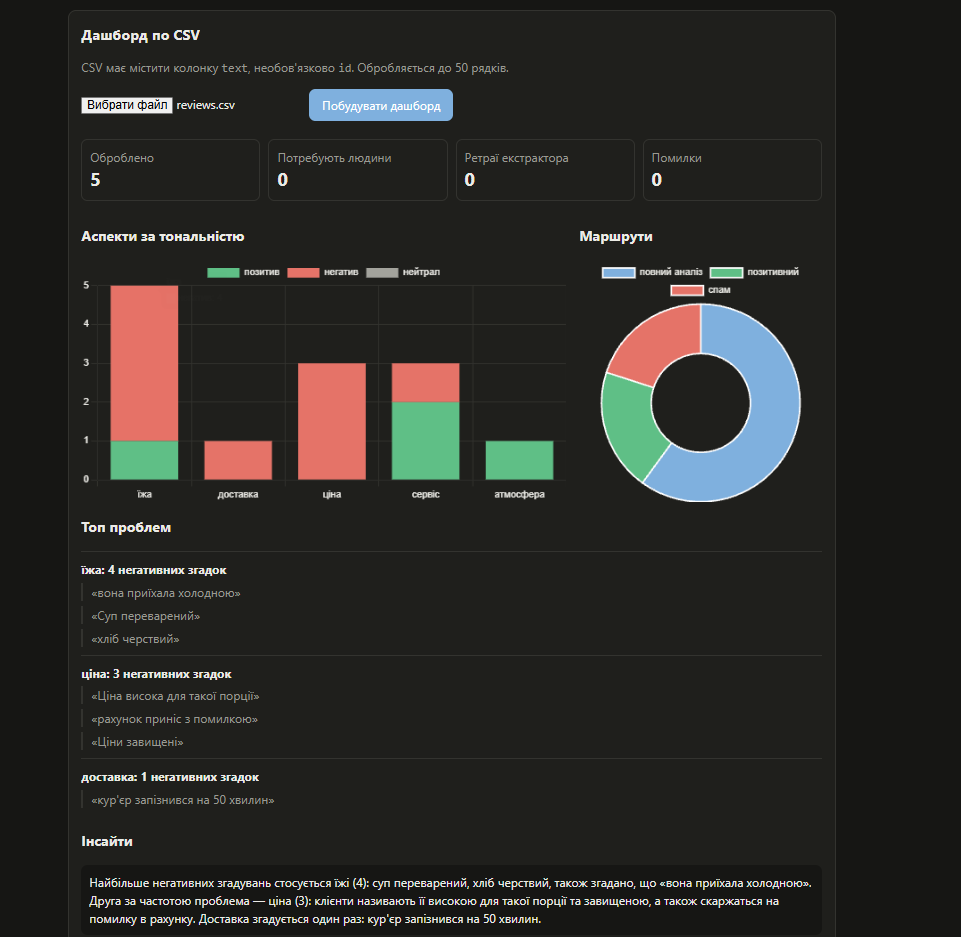 Дашборд по CSV
CSV має містити колонку text, необов'язково id. Обробляється до 50 рядків.
Вибрати файл reviews.csv Побудувати дашборд
Оброблено Потребують людини Ретраї екстрактора Помилки
5 0 0 0
Аспекти за тональністю Маршрути
позитив негатив нейтрал повний аналіз позитивний
спам
5
4
3
2
1
0
їжа доставка ціна сервіс атмосфера
Топ проблем
їжа: 4 негативних згадок
«вона приїхала холодною»
«Суп переварений»
«хліб черствий»
ціна: 3 негативних згадок
«Ціна висока для такої порції»
«рахунок приніс з помилкою»
«Ціни завищені»
доставка: 1 негативних згадок
«кур'єр запізнився на 50 хвилин»
Інсайти
Найбільше негативних згадувань стосується їжі (4): суп переварений, хліб черствий, також згадано, що «вона приїхала холодною».
Друга за частотою проблема — ціна (3): клієнти називають її високою для такої порції та завищеною, а також скаржаться на
помилку в рахунку. Доставка згадується один раз: кур'єр запізнився на 50 хвилин.